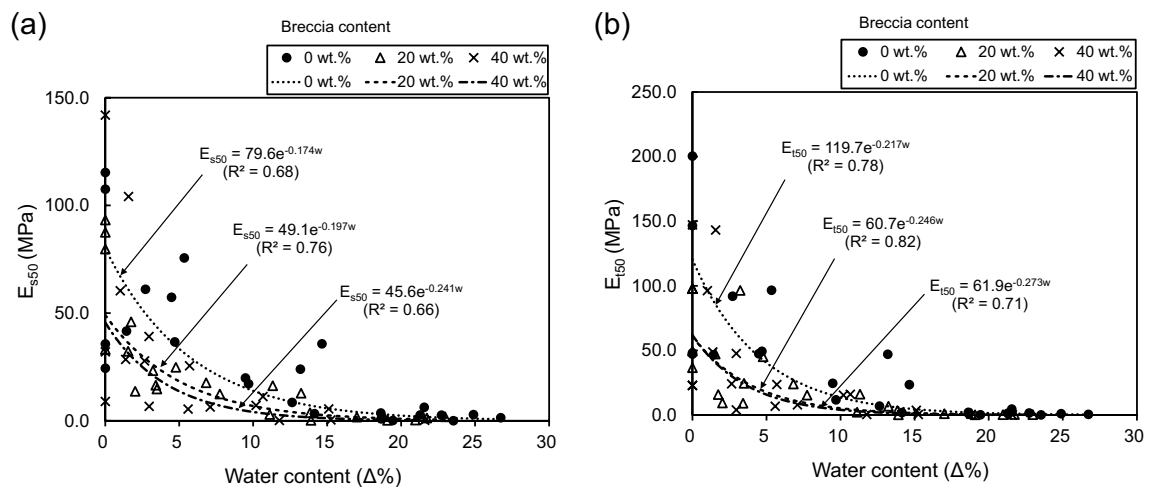 (a)
Breccia content
0 wt.% 20 wt.% 40 wt.%
0 wt.% 20 wt.% 40 wt.%
150.0
100.0
50.0
0.0
E_s50 (MPa)
E_s50 = 79.6e^-0.174w
(R² = 0.68)
E_s50 = 49.1e^-0.197w
(R² = 0.76)
E_s50 = 45.6e^-0.241w
(R² = 0.66)
0 5 10 15 20 25 30
Water content (Δ%)
(b)
Breccia content
0 wt.% 20 wt.% 40 wt.%
0 wt.% 20 wt.% 40 wt.%
250.0
200.0
150.0
100.0
50.0
0.0
E_t50 (MPa)
E_t50 = 119.7e^-0.217w
(R² = 0.78)
E_t50 = 60.7e^-0.246w
(R² = 0.82)
E_t50 = 61.9e^-0.273w
(R² = 0.71)
0 5 10 15 20 25 30
Water content (Δ%)